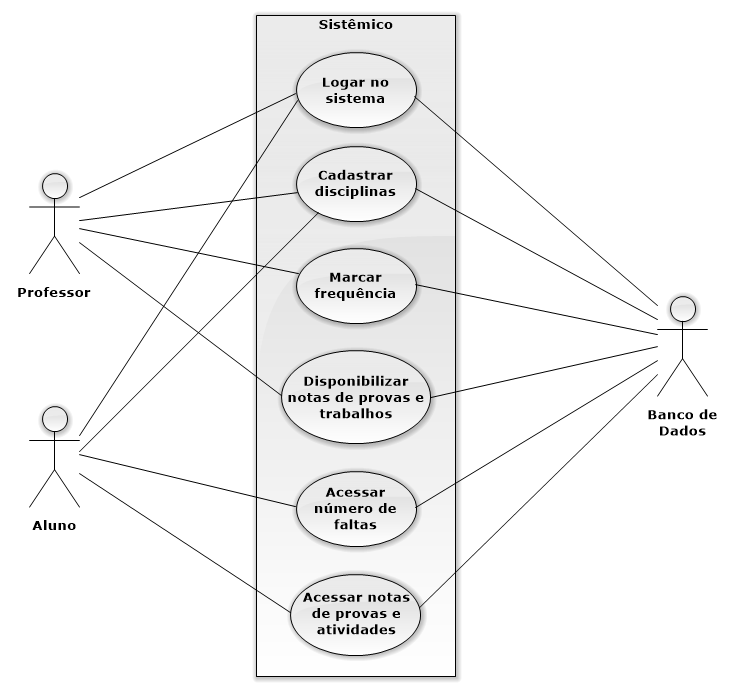 Sistêmico
Logar no
sistema
Cadastrar
disciplinas
Professor
Marcar
frequência
Disponibilizar
notas de provas e
trabalhos
Banco de
Dados
Aluno
Acessar
número de
faltas
Acessar notas
de provas e
atividades